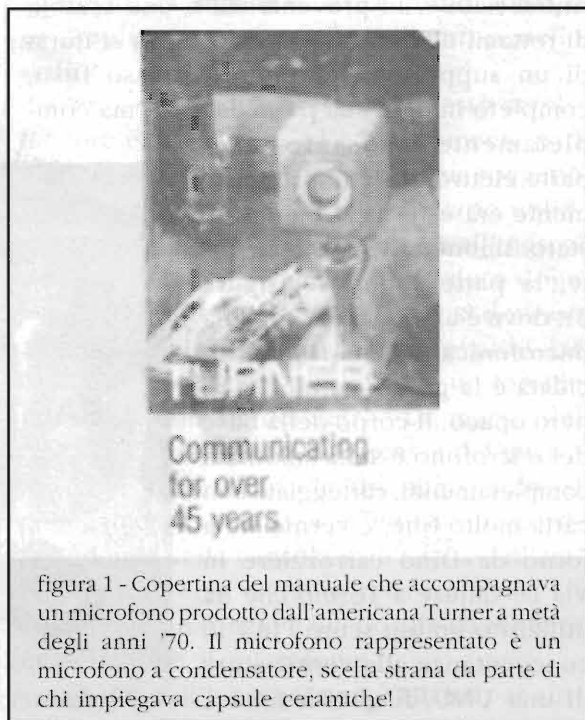 TURNER
Communicating
for over
45 years
figura 1 - Copertina del manuale che accompagnava
un microfono prodotto dall'americana Turner a metà
degli anni '70. Il microfono rappresentato è un
microfono a condensatore, scelta strana da parte di
chi impiegava capsule ceramiche!